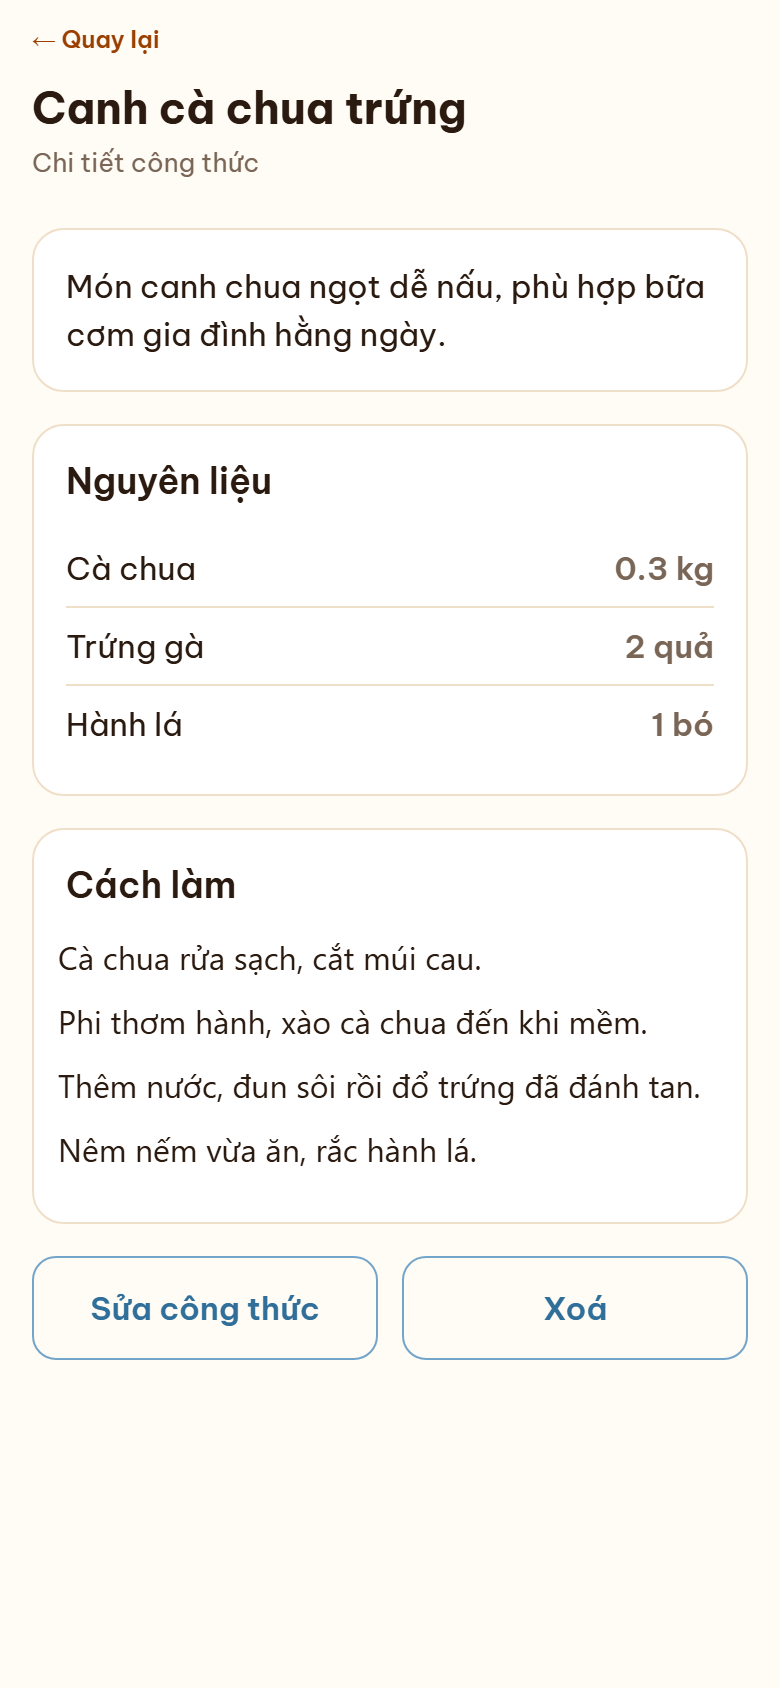 ← Quay lại
Canh cà chua trứng
Chi tiết công thức
Món canh chua ngọt dễ nấu, phù hợp bữa
cơm gia đình hằng ngày.
Nguyên liệu
Cà chua 0.3 kg
Trứng gà 2 quả
Hành lá 1 bó
Cách làm
Cà chua rửa sạch, cắt múi cau.
Phi thơm hành, xào cà chua đến khi mềm.
Thêm nước, đun sôi rồi đổ trứng đã đánh tan.
Nêm nếm vừa ăn, rắc hành lá.
Sửa công thức Xoá